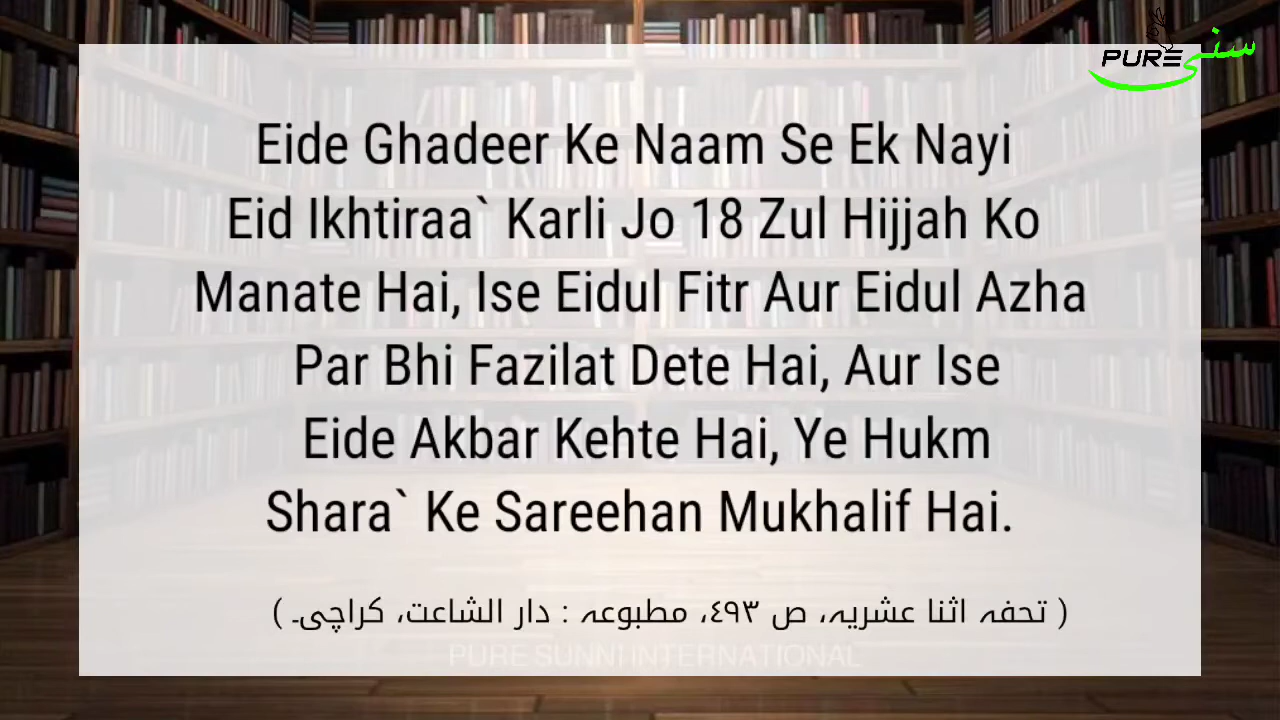 PURE سنی
Eide Ghadeer Ke Naam Se Ek Nayi
Eid Ikhtiraa` Karli Jo 18 Zul Hijjah Ko
Manate Hai, Ise Eidul Fitr Aur Eidul Azha
Par Bhi Fazilat Dete Hai, Aur Ise
Eide Akbar Kehte Hai, Ye Hukm
Shara` Ke Sareehan Mukhalif Hai.
( تحفہ اثنا عشریہ، ص ٤٩٣، مطبوعہ : دار الشاعت، کراچی۔ )
PURE SUNNI INTERNATIONAL